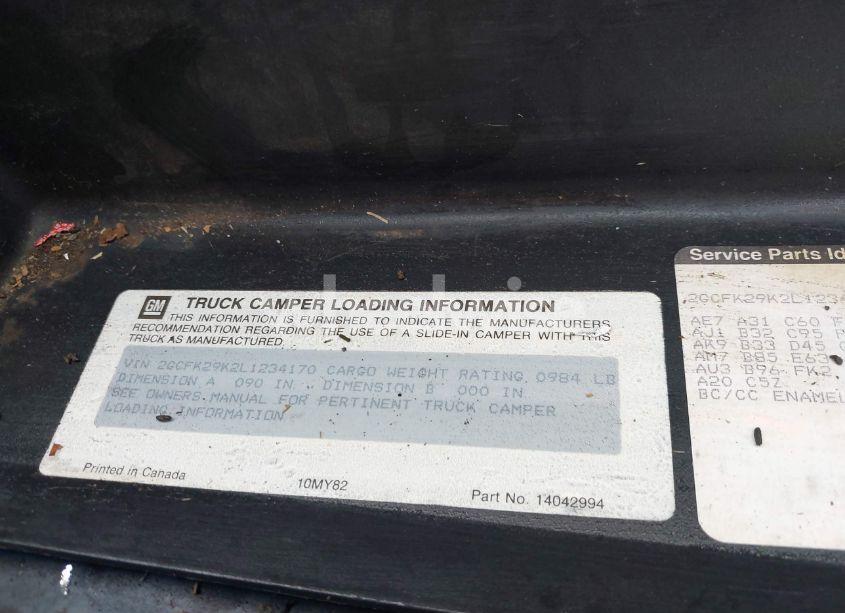 GM TRUCK CAMPER LOADING INFORMATION
THIS INFORMATION IS FURNISHED TO INDICATE THE MANUFACTURERS
RECOMMENDATION REGARDING THE USE OF A SLIDE-IN CAMPER WITH THIS
TRUCK AS MANUFACTURED
VIN 2GCFK29K2L1234170 CARGO WEIGHT RATING 0984 LB
DIMENSION A 090 IN DIMENSION B 000 IN
SEE OWNERS MANUAL FOR PERTINENT TRUCK CAMPER
LOADING INFORMATION
Printed in Canada
10MY82
Part No. 14042994
Service Parts Id
2GCFK29K2L1234
AE7 A31 C60 F
AJ1 B32 C95
AK9 B33 D45
AM7 B85 E63
AU3 B96 FK2
A20 C5Z
BC/CC ENAMEL